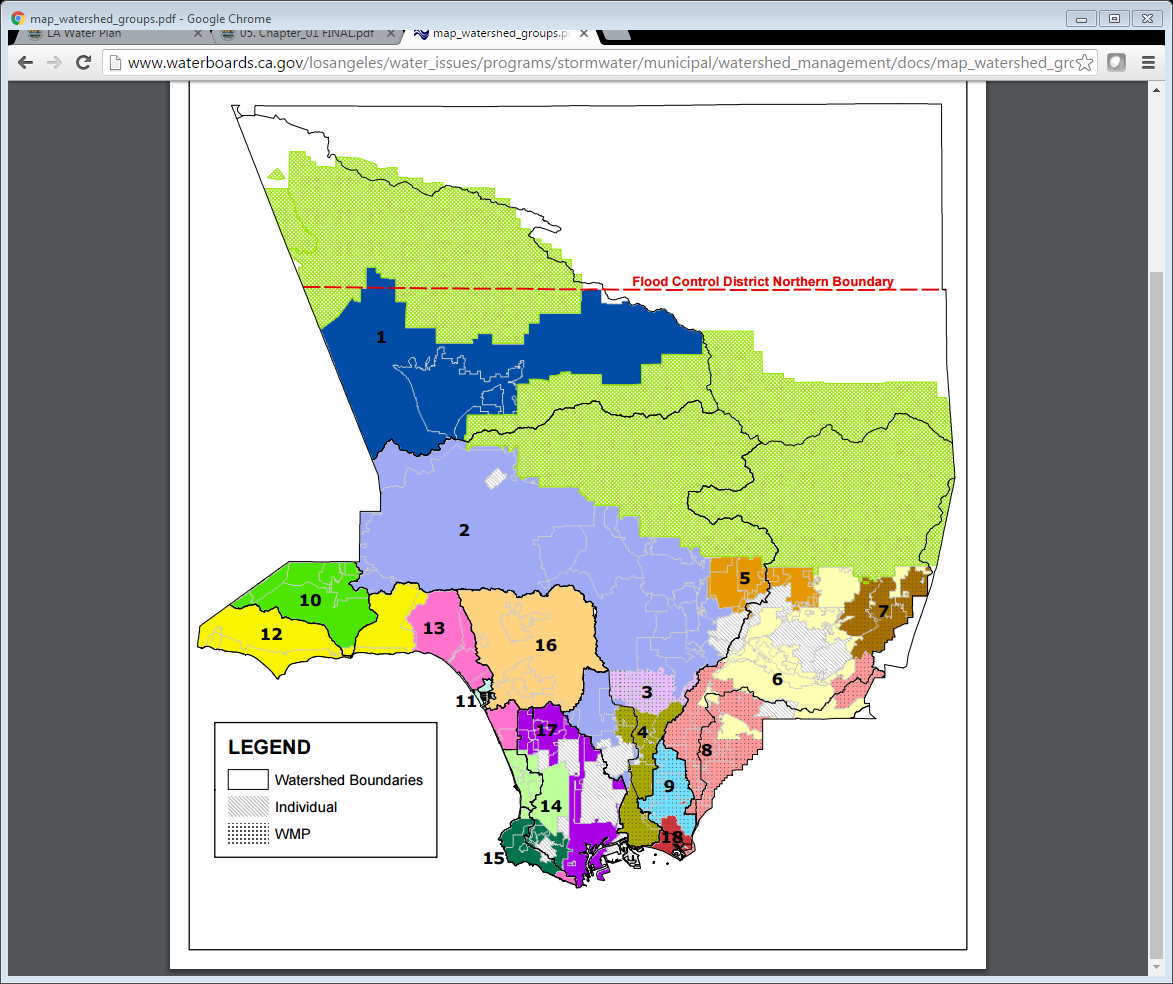 map_watershed_groups.pdf - Google Chrome
LA Water Plan
05. Chapter_01 FINAL.pdf
map_watershed_groups.p
www.waterboards.ca.gov/losangeles/water_issues/programs/stormwater/municipal/watershed_management/docs/map_watershed_gro
Flood Control District Northern Boundary
1
2
5
10
7
12
13
16
6
11
3
17
4
8
9
14
18
15
LEGEND
Watershed Boundaries
Individual
WMP